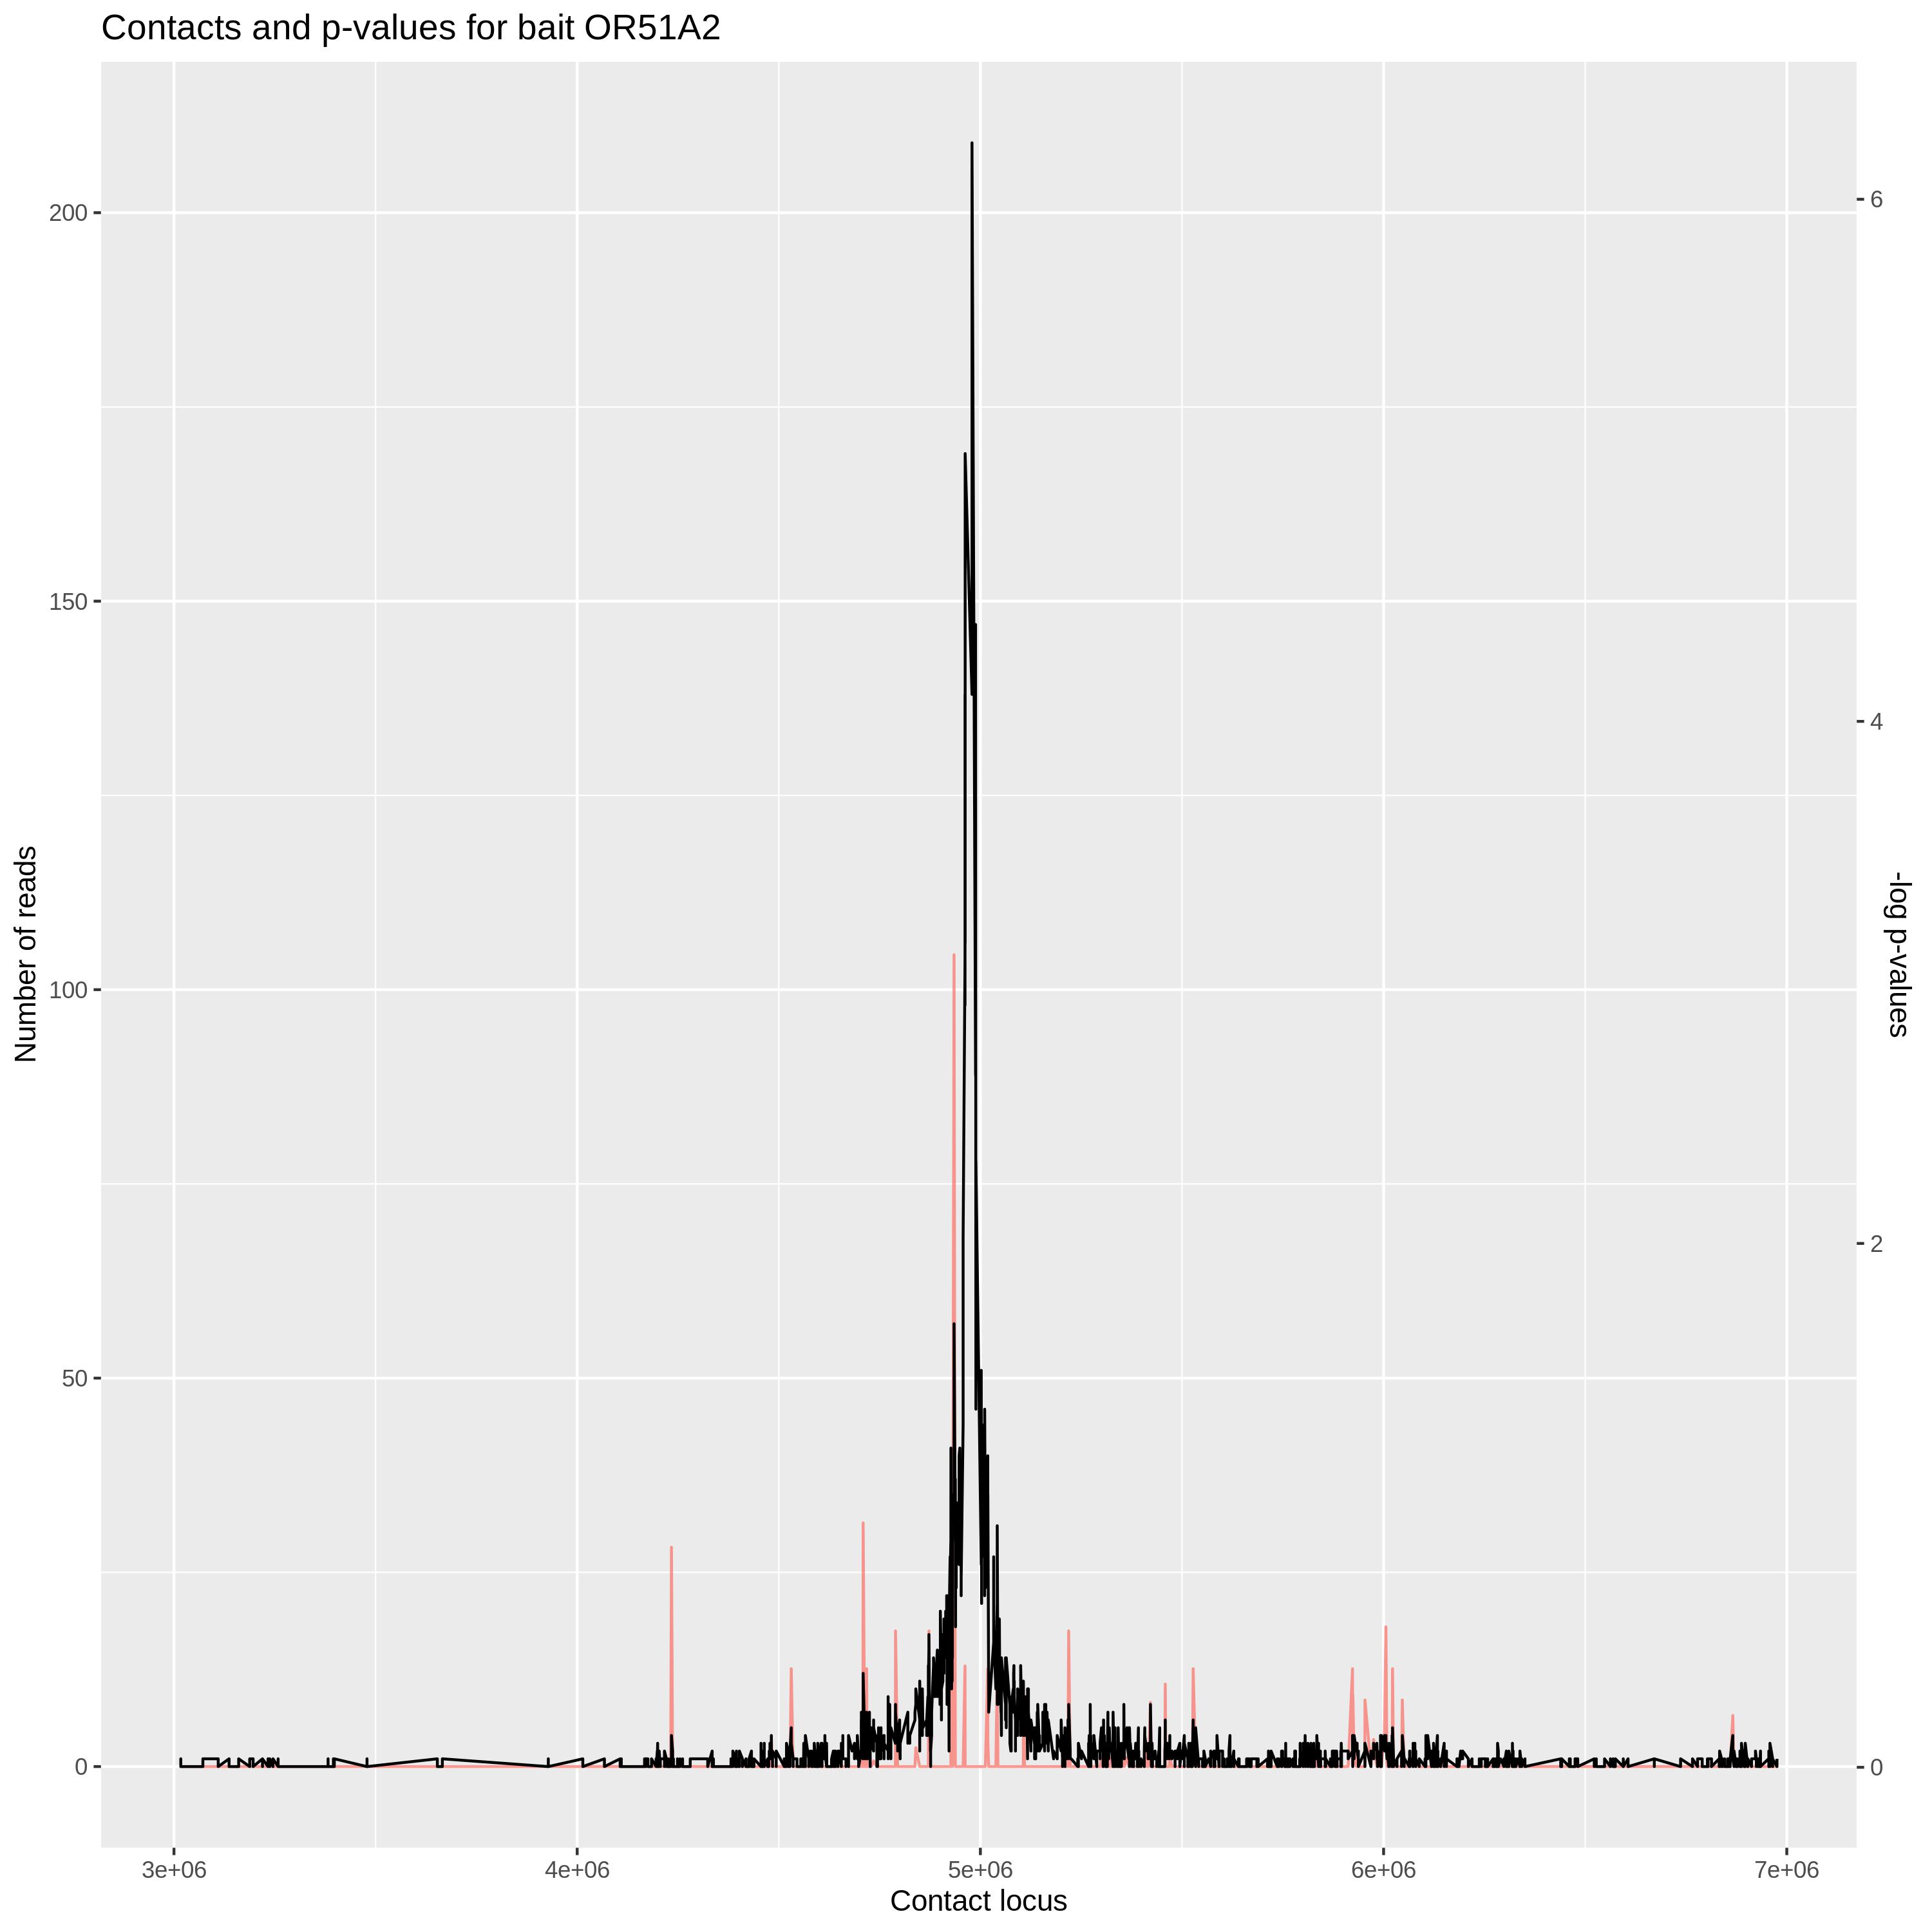 Contacts and p-values for bait OR51A2
Number of reads
200
150
100
50
0
6
4
2
0
-log p-values
3e+06 4e+06 5e+06 6e+06 7e+06
Contact locus